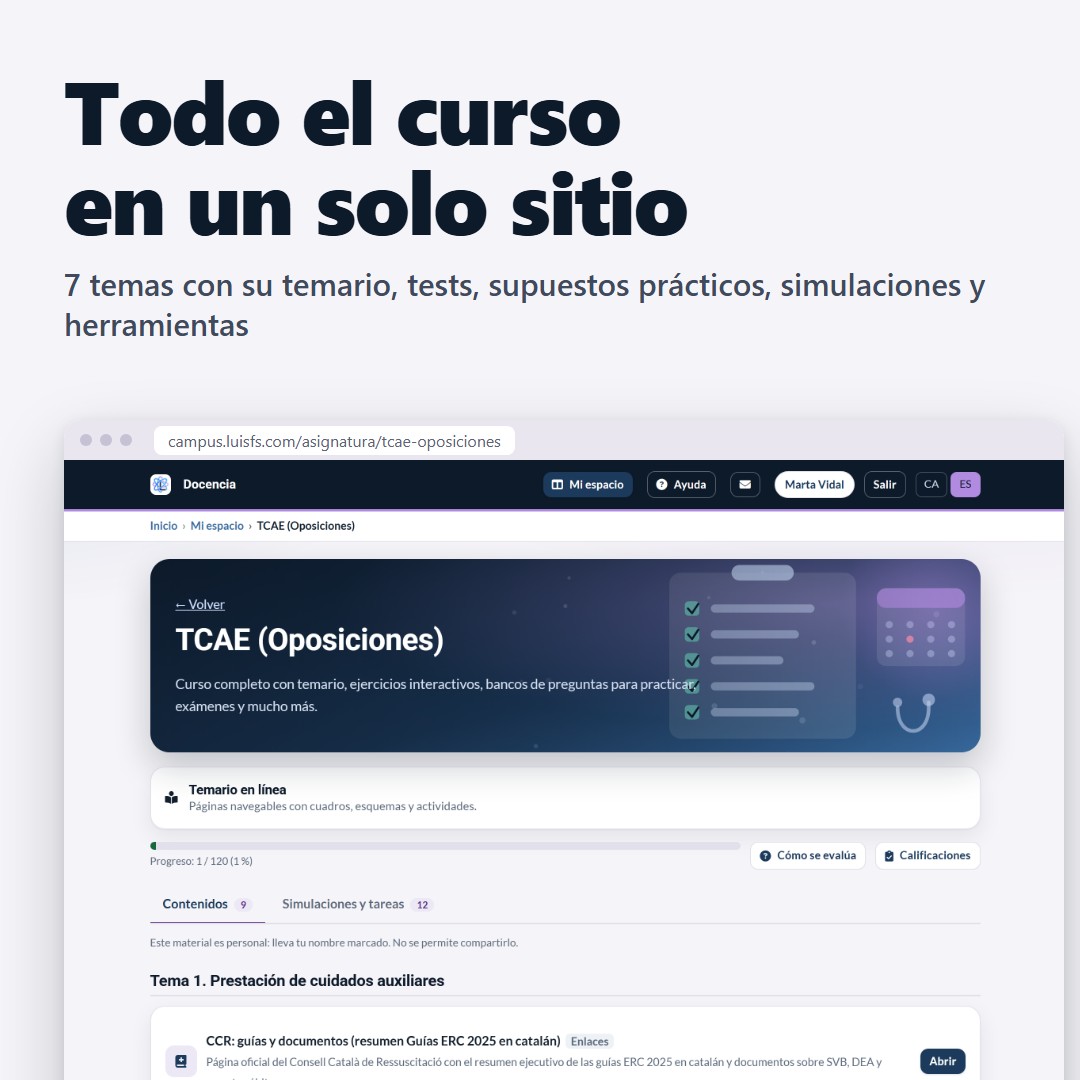 Todo el curso
en un solo sitio
7 temas con su temario, tests, supuestos prácticos, simulaciones y
herramientas
campus.luisfs.com/asignatura/tcae-oposiciones
Docencia
Mi espacio
Ayuda
Marta Vidal
Salir
CA
ES
Inicio › Mi espacio › TCAE (Oposiciones)
← Volver
TCAE (Oposiciones)
Curso completo con temario, ejercicios interactivos, bancos de preguntas para practicar,
exámenes y mucho más.
Temario en línea
Páginas navegables con cuadros, esquemas y actividades.
Progreso: 1 / 120 (1 %)
Cómo se evalúa
Calificaciones
Contenidos 9
Simulaciones y tareas 12
Este material es personal: lleva tu nombre marcado. No se permite compartirlo.
Tema 1. Prestación de cuidados auxiliares
CCR: guías y documentos (resumen Guías ERC 2025 en catalán) Enlaces
Página oficial del Consell Català de Ressuscitació con el resumen ejecutivo de las guías ERC 2025 en catalán y documentos sobre SVB, DEA y
Abrir